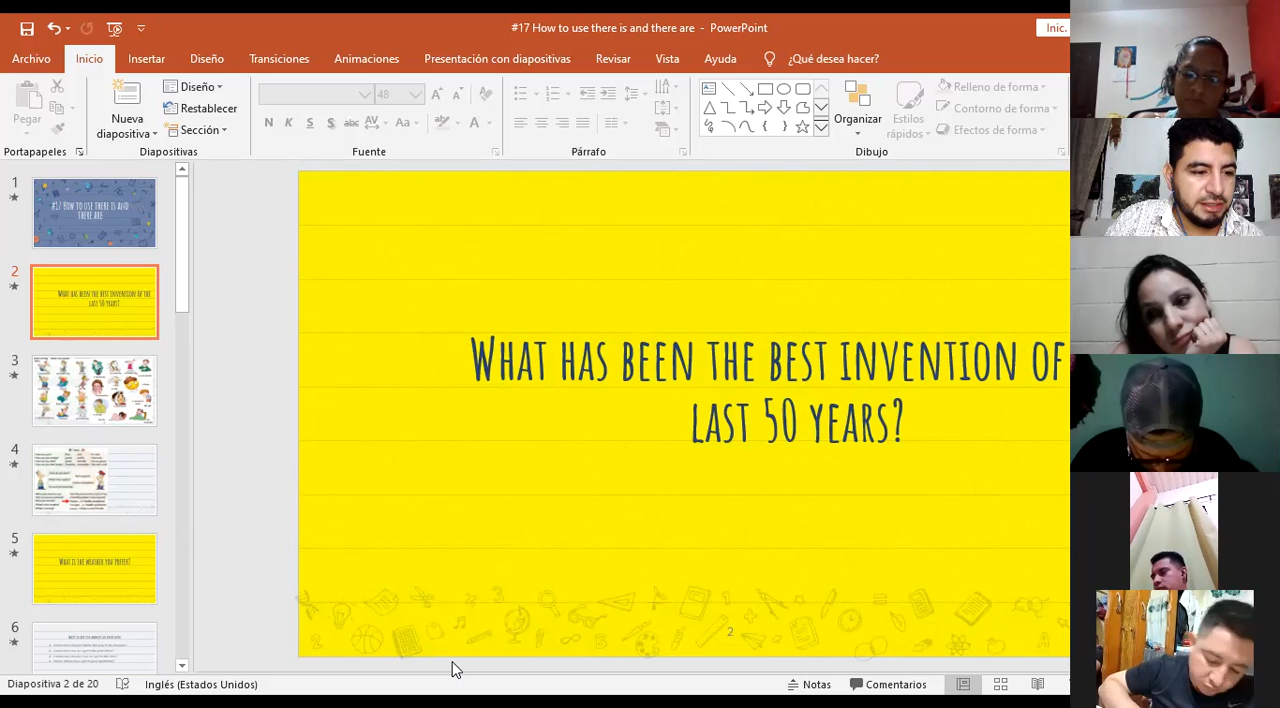 #17 How to use there is and there are - PowerPoint
Inic.
Archivo
Inicio
Insertar
Diseño
Transiciones
Animaciones
Presentación con diapositivas
Revisar
Vista
Ayuda
¿Qué desea hacer?
Pegar
Portapapeles
Nueva
diapositiva
Diseño
Restablecer
Sección
Diapositivas
48
N K S S abc AV Aa A
Fuente
Párrafo
Organizar
Estilos
rápidos
Relleno de forma
Contorno de forma
Efectos de forma
Dibujo
1
#17 How to use there is and
there are
2
What has been the best invention of the
last 50 years?
3
4
5
What is the weather you prefer?
6
What has been the best invention of
last 50 years?
2
Diapositiva 2 de 20
Inglés (Estados Unidos)
Notas
Comentarios